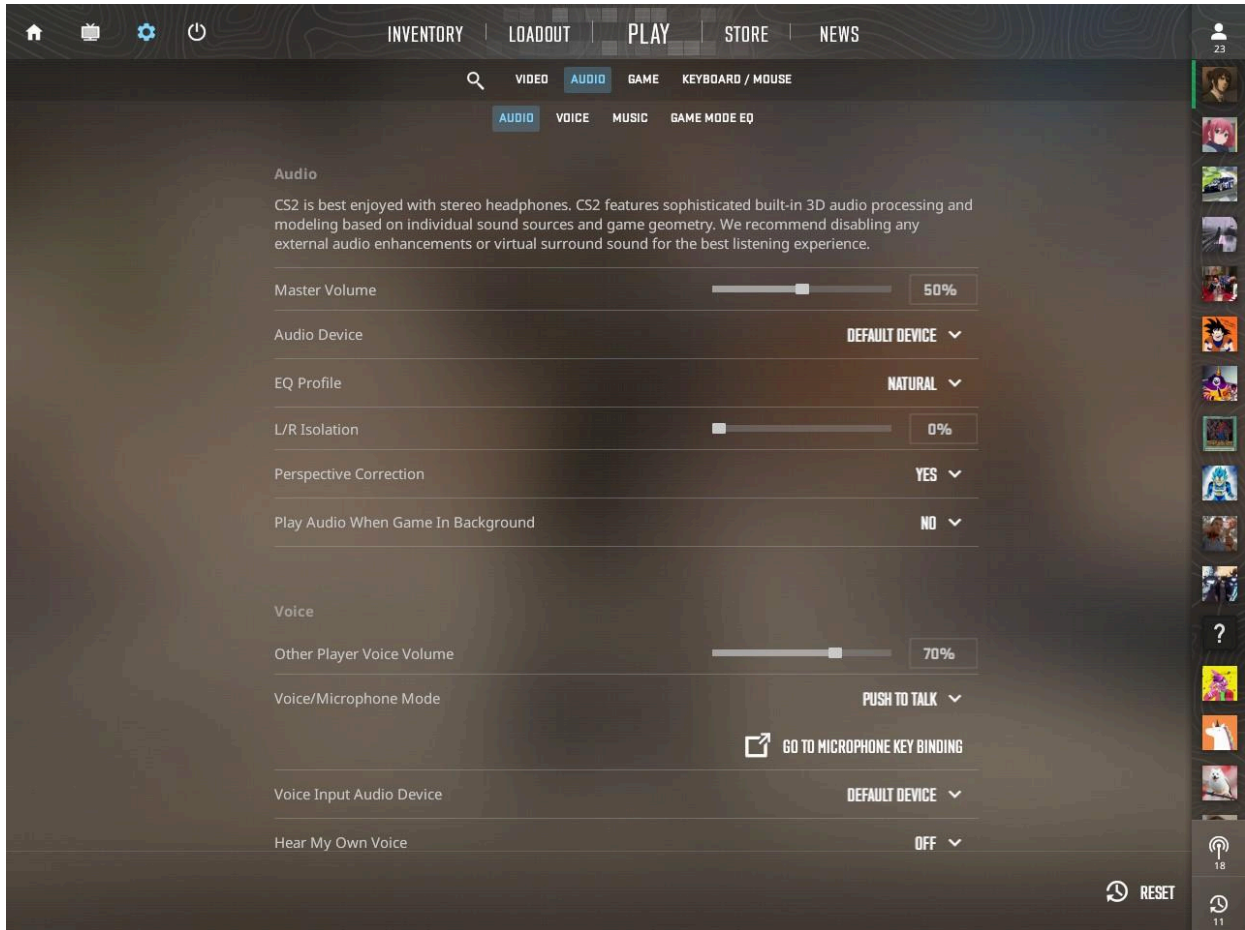 INVENTORY
LOADOUT
PLAY
STORE
NEWS
23
VIDEO
AUDIO
GAME
KEYBOARD / MOUSE
AUDIO
VOICE
MUSIC
GAME MODE EQ
Audio
CS2 is best enjoyed with stereo headphones. CS2 features sophisticated built-in 3D audio processing and
modeling based on individual sound sources and game geometry. We recommend disabling any
external audio enhancements or virtual surround sound for the best listening experience.
Master Volume
50%
Audio Device
DEFAULT DEVICE
EQ Profile
NATURAL
L/R Isolation
0%
Perspective Correction
YES
Play Audio When Game In Background
NO
Voice
?
Other Player Voice Volume
70%
Voice/Microphone Mode
PUSH TO TALK
GO TO MICROPHONE KEY BINDING
Voice Input Audio Device
DEFAULT DEVICE
Hear My Own Voice
OFF
18
RESET
11